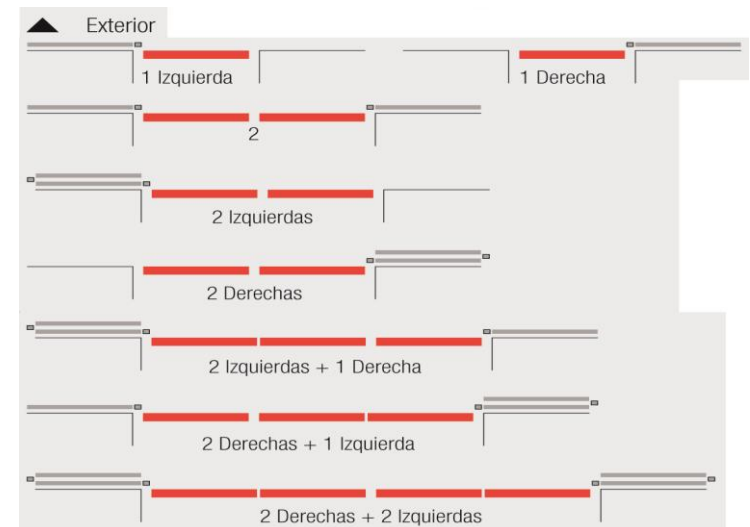 Exterior
1 Izquierda
1 Derecha
2
2 Izquierdas
2 Derechas
2 Izquierdas + 1 Derecha
2 Derechas + 1 Izquierda
2 Derechas + 2 Izquierdas